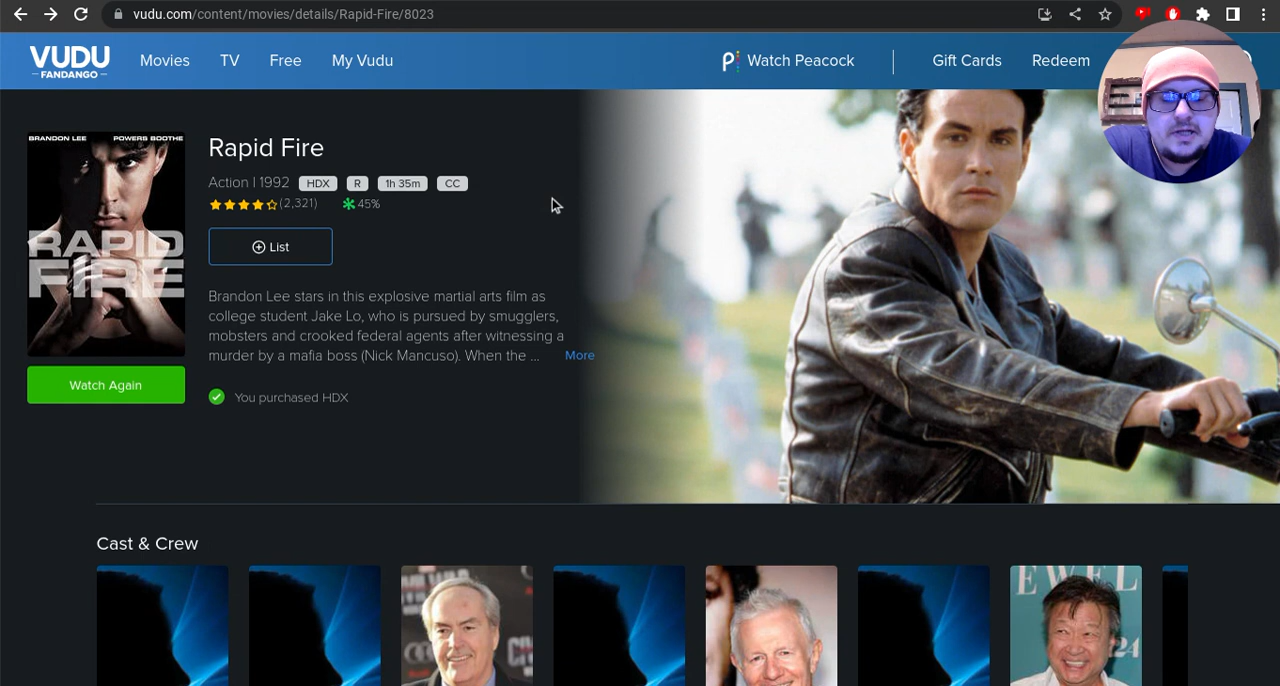 vudu.com/content/movies/details/Rapid-Fire/8023
VUDU
FANDANGO
Movies
TV
Free
My Vudu
Watch Peacock
Gift Cards
Redeem
BRANDON LEE POWERS BOOTHE
RAPID
FIRE
Watch Again
Rapid Fire
Action | 1992 HDX R 1h 35m CC
(2,321) 45%
List
Brandon Lee stars in this explosive martial arts film as
college student Jake Lo, who is pursued by smugglers,
mobsters and crooked federal agents after witnessing a
murder by a mafia boss (Nick Mancuso). When the ... More
You purchased HDX
Cast & Crew